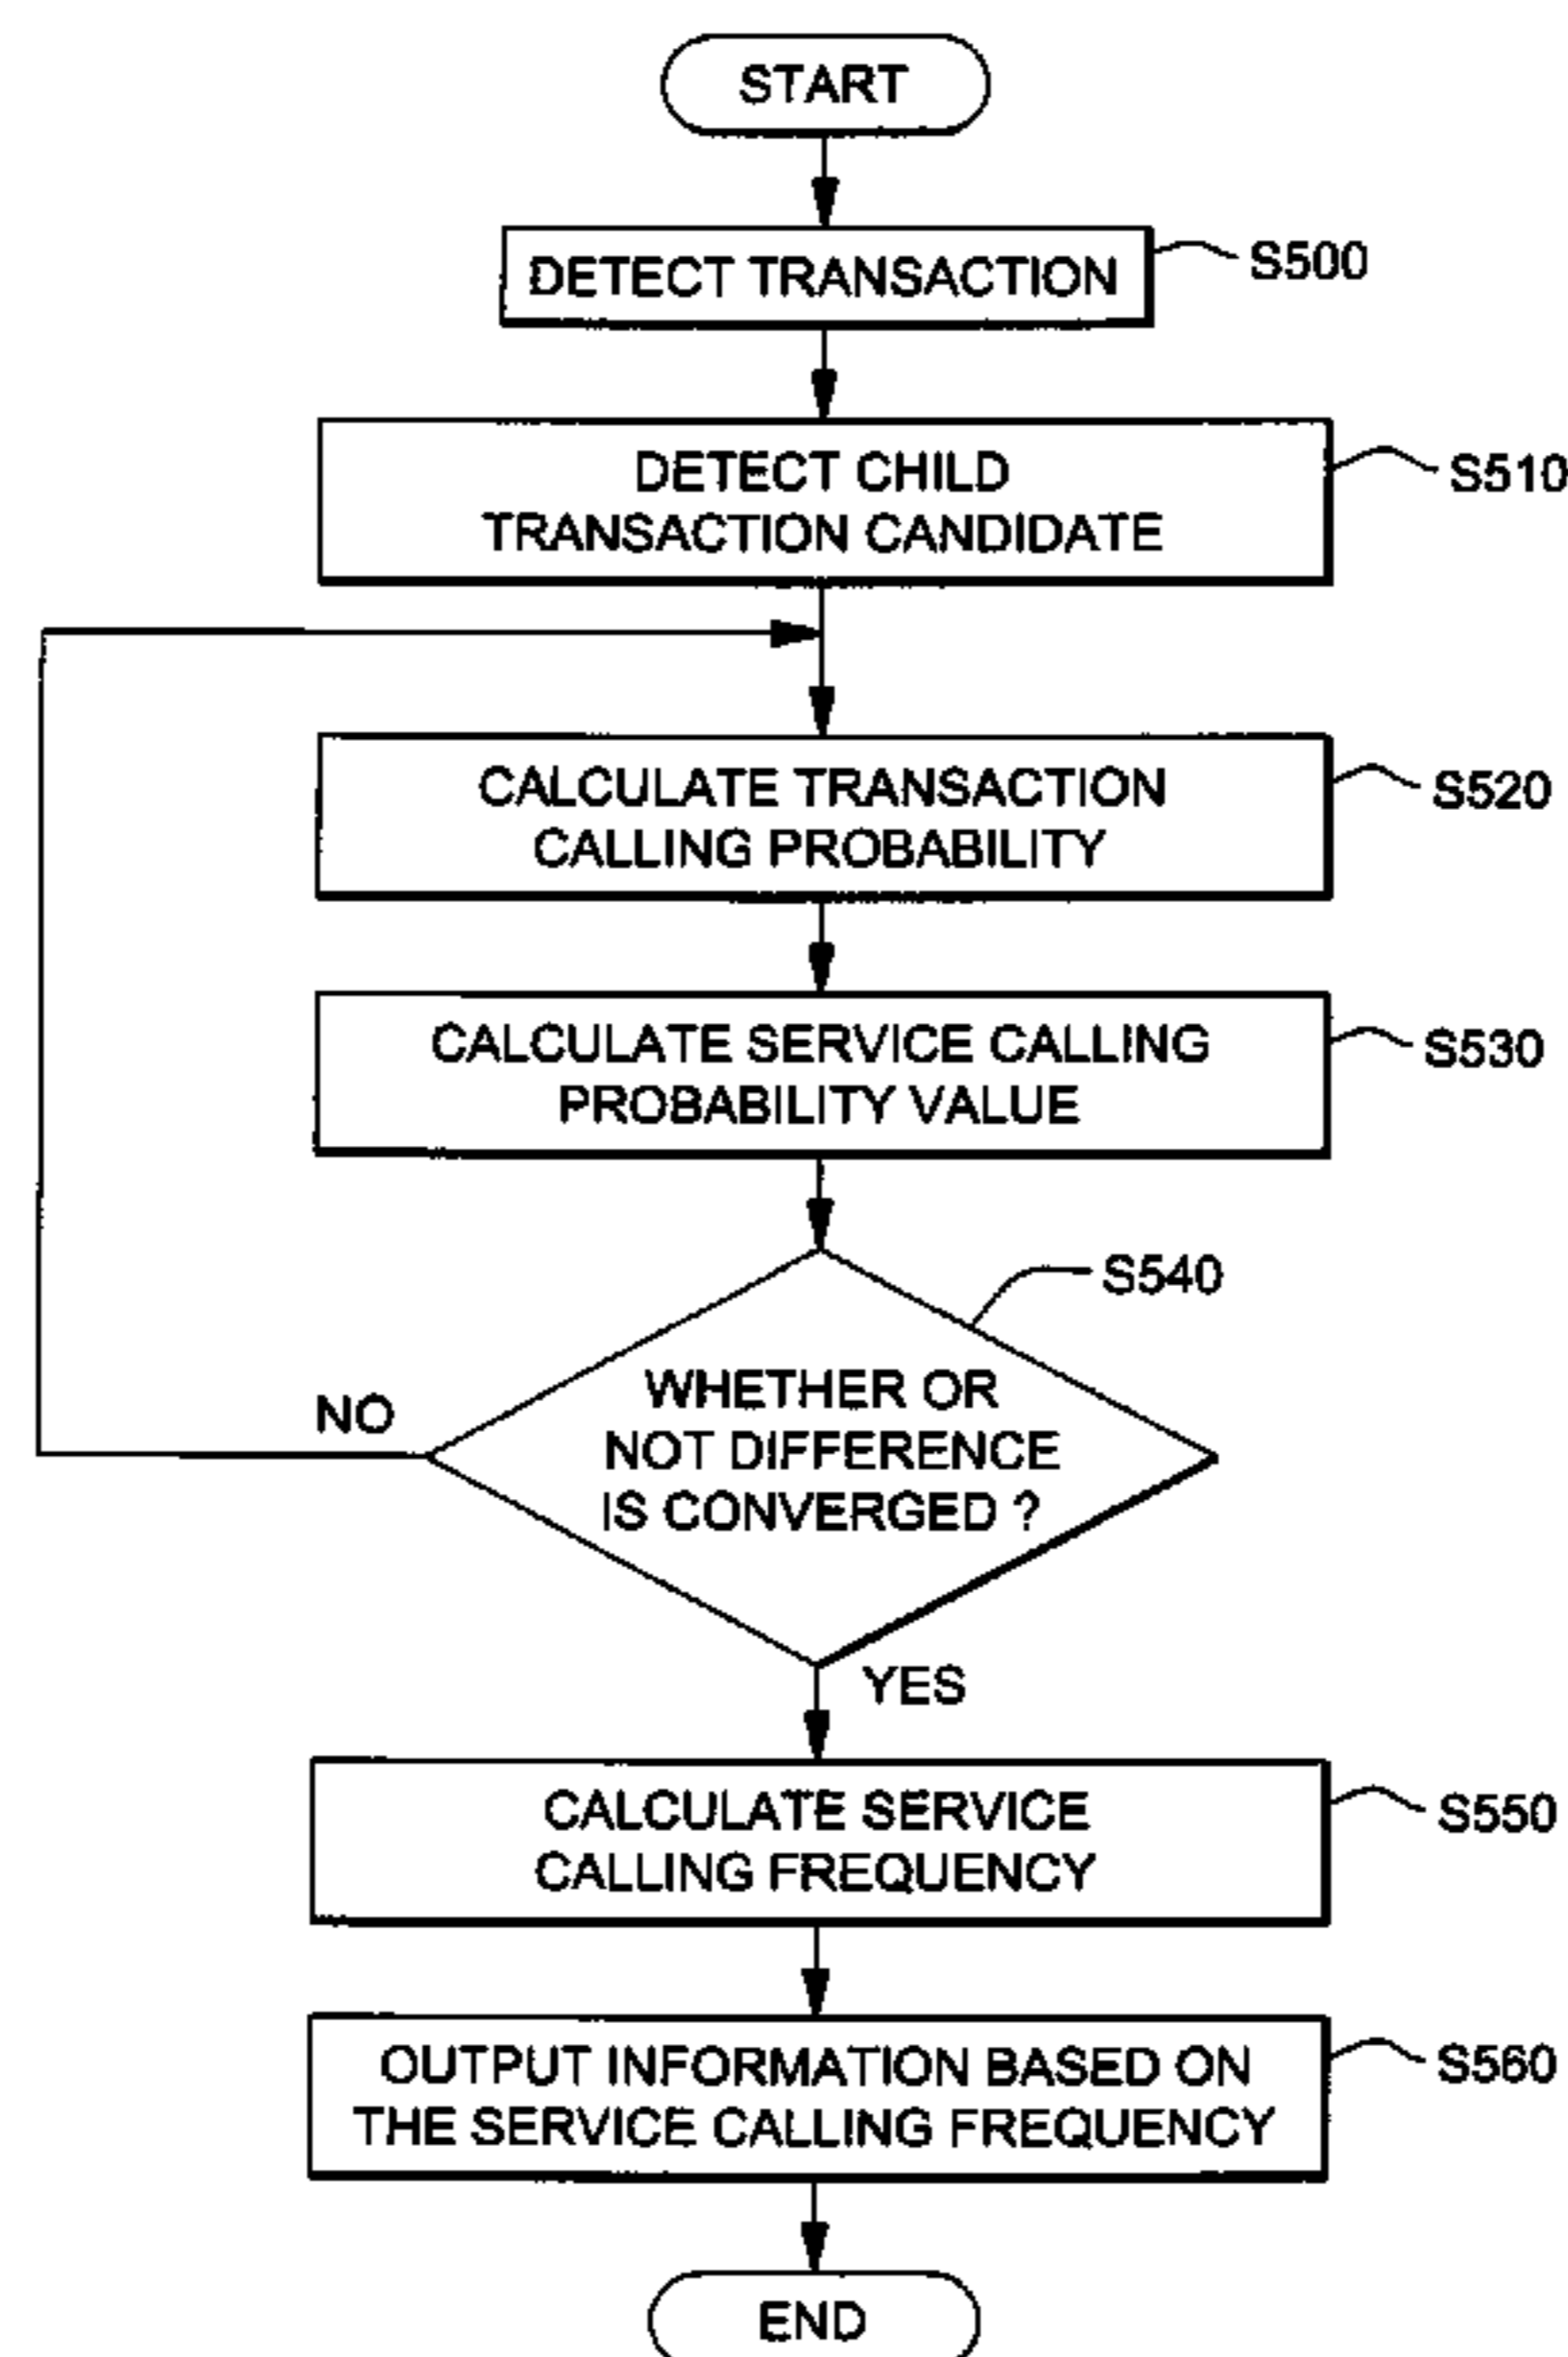 START
DETECT TRANSACTION
S500
DETECT CHILD
TRANSACTION CANDIDATE
S510
CALCULATE TRANSACTION
CALLING PROBABILITY
S520
CALCULATE SERVICE CALLING
PROBABILITY VALUE
S530
S540
WHETHER OR
NOT DIFFERENCE
IS CONVERGED ?
NO
YES
CALCULATE SERVICE
CALLING FREQUENCY
S550
OUTPUT INFORMATION BASED ON
THE SERVICE CALLING FREQUENCY
S560
END